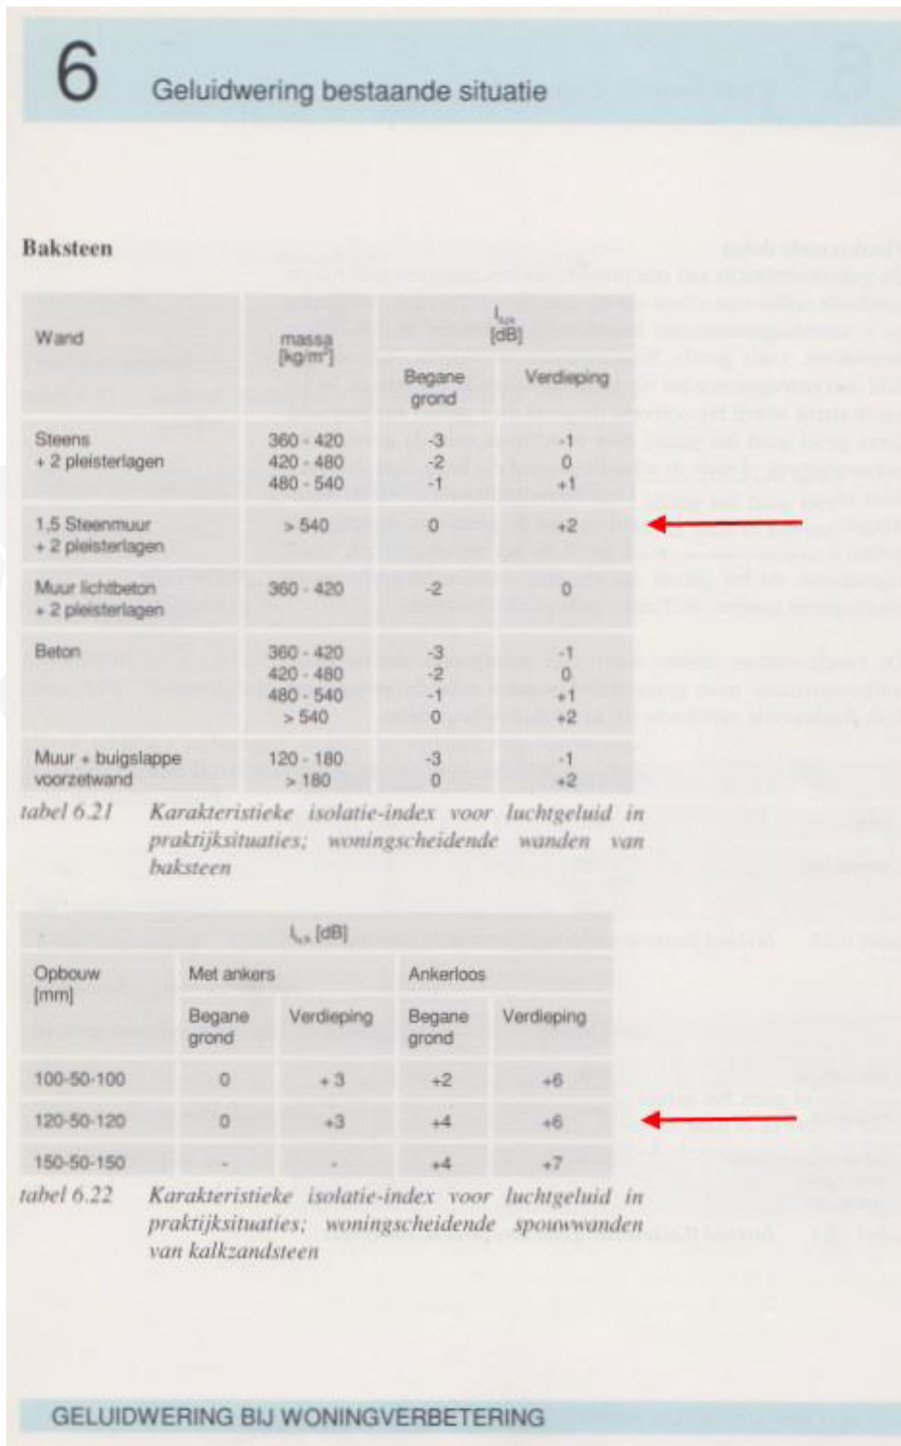 6 Geluidwering bestaande situatie
Baksteen
Wand massa [kg/m²] I_lu;k [dB]
Begane grond Verdieping
Steens 360 - 420 -3 -1
+ 2 pleisterlagen 420 - 480 -2 0
480 - 540 -1 +1
1,5 Steenmuur > 540 0 +2
+ 2 pleisterlagen
Muur lichtbeton 360 - 420 -2 0
+ 2 pleisterlagen
Beton 360 - 420 -3 -1
420 - 480 -2 0
480 - 540 -1 +1
> 540 0 +2
Muur + buigslappe 120 - 180 -3 -1
voorzetwand > 180 0 +2
tabel 6.21 Karakteristieke isolatie-index voor luchtgeluid in
praktijksituaties; woningscheidende wanden van
baksteen
I_lu;k [dB]
Opbouw [mm] Met ankers Ankerloos
Begane grond Verdieping Begane grond Verdieping
100-50-100 0 + 3 +2 +6
120-50-120 0 +3 +4 +6
150-50-150 - - +4 +7
tabel 6.22 Karakteristieke isolatie-index voor luchtgeluid in
praktijksituaties; woningscheidende spouwwanden
van kalkzandsteen
GELUIDWERING BIJ WONINGVERBETERING